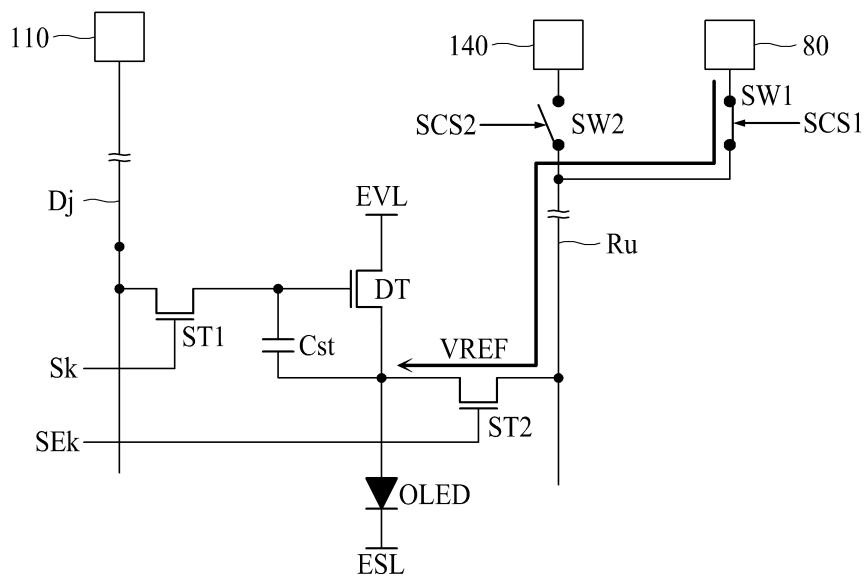 110
140
80
SW1
SCS2
SW2
SCS1
Dj
EVL
Ru
DT
ST1
Cst
VREF
Sk
ST2
SEk
OLED
ESL